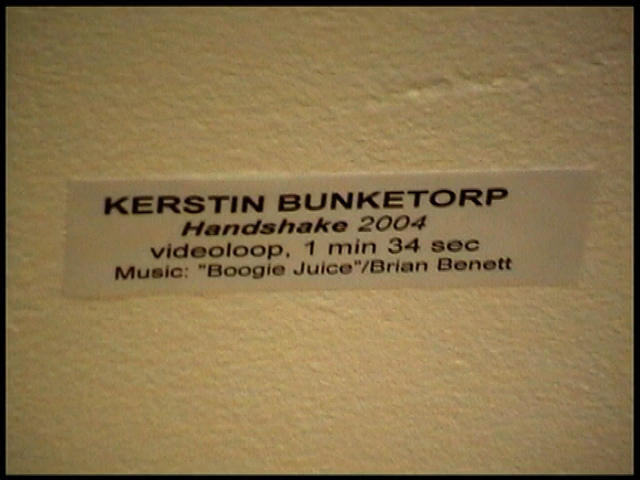 KERSTIN BUNKETORP
Handshake 2004
videoloop, 1 min 34 sec
Music: "Boogie Juice"/Brian Benett